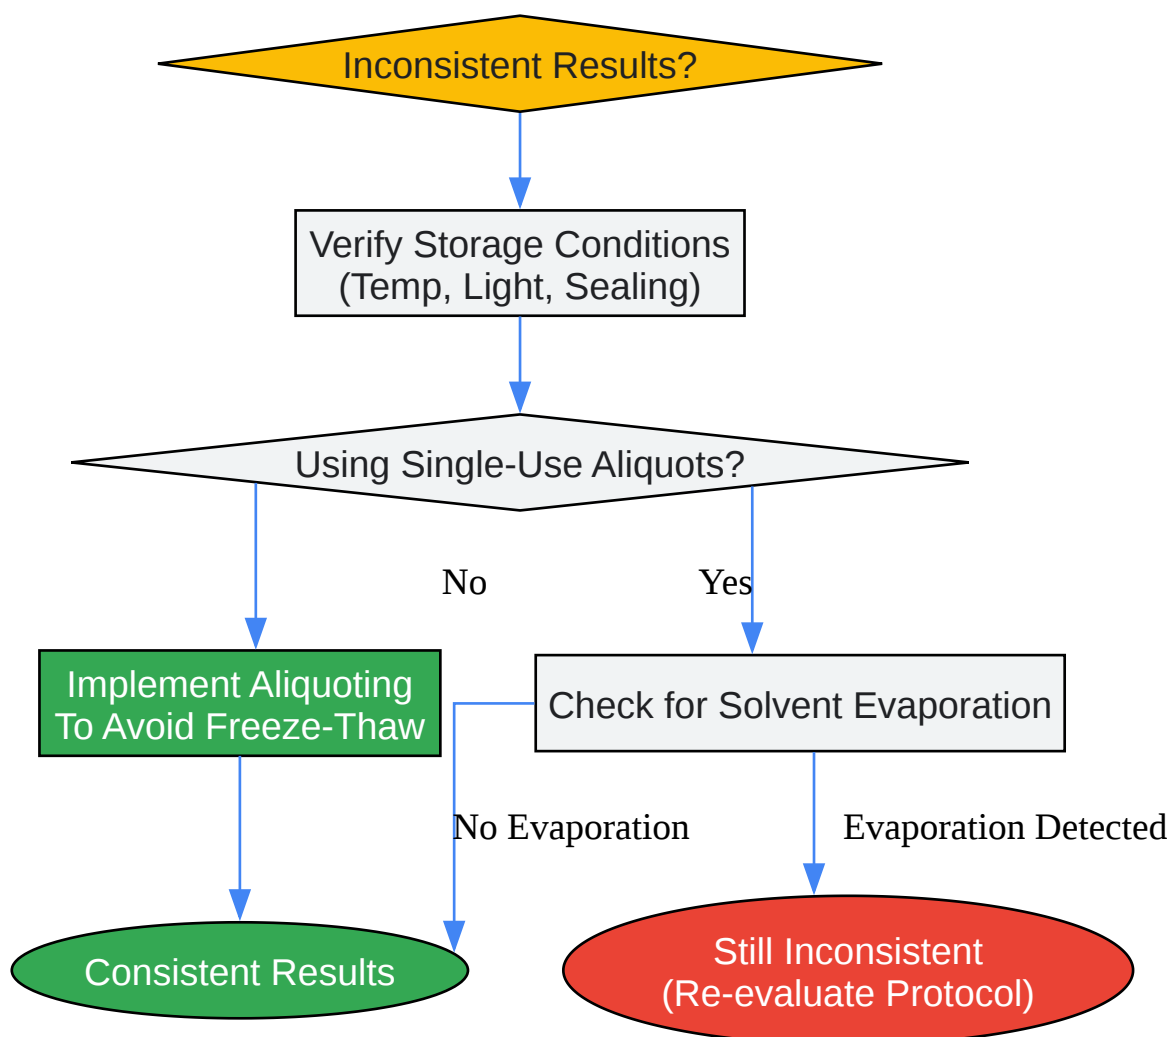 Inconsistent Results?
Verify Storage Conditions
(Temp, Light, Sealing)
Using Single-Use Aliquots?
No
Yes
Implement Aliquoting
To Avoid Freeze-Thaw
Check for Solvent Evaporation
No Evaporation
Evaporation Detected
Consistent Results
Still Inconsistent
(Re-evaluate Protocol)